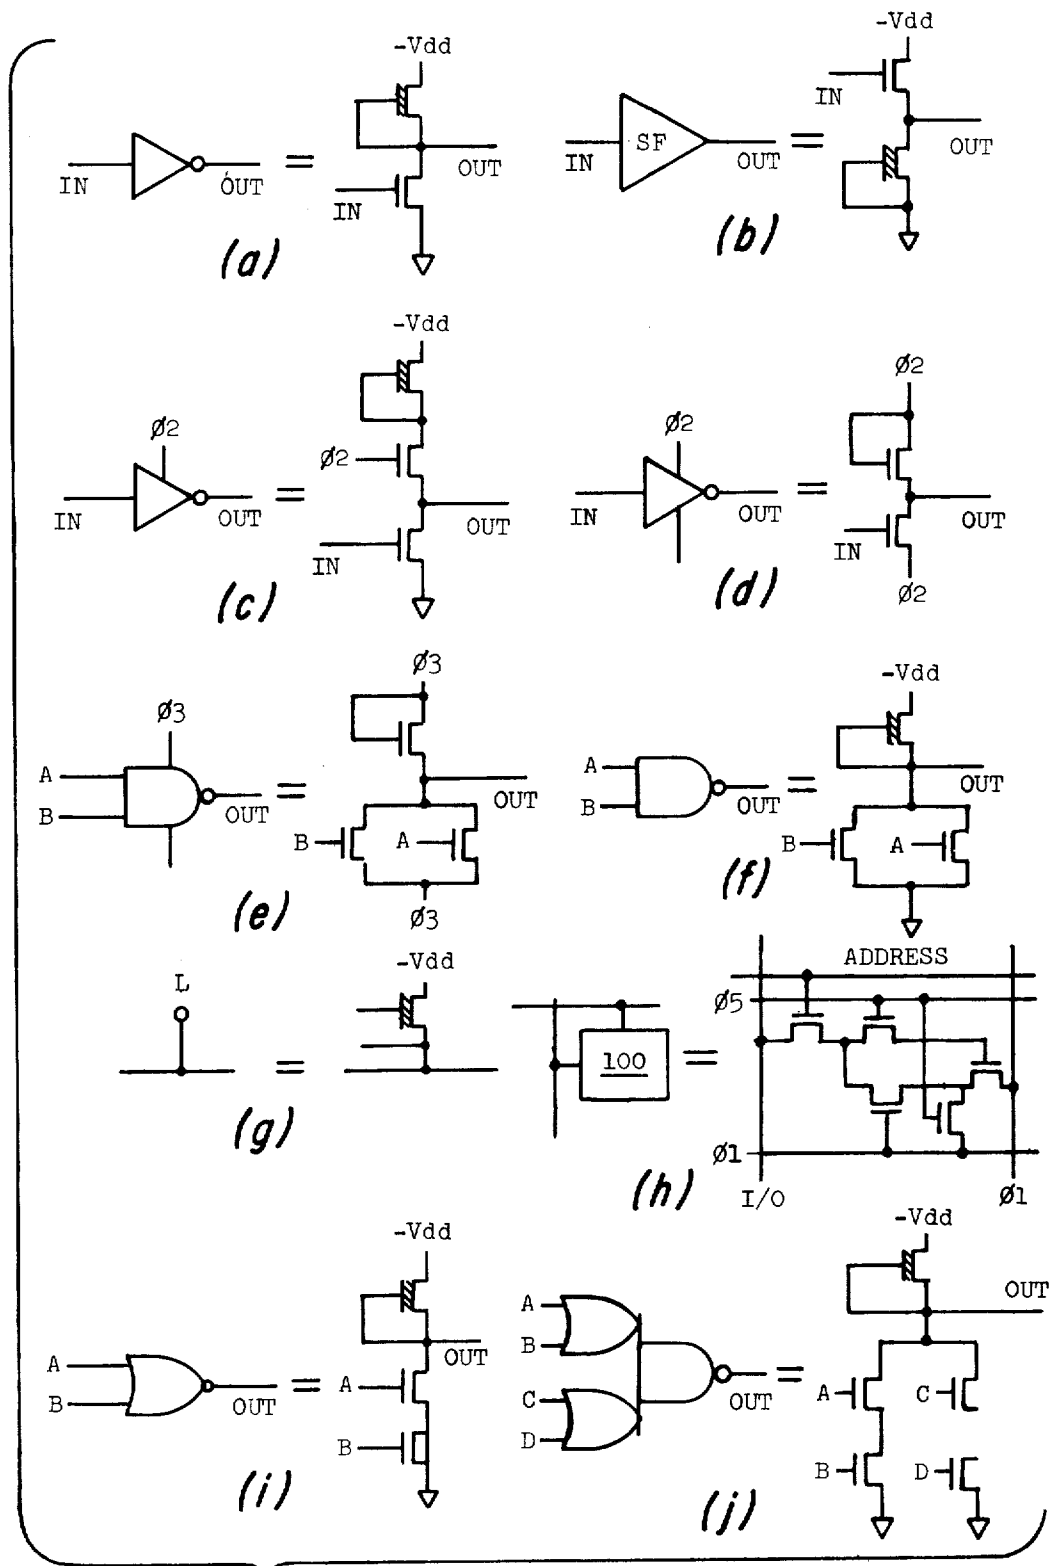 -Vdd
IN
OUT
=
OUT
IN
(a)
-Vdd
IN
SF
IN
OUT
=
OUT
(b)
-Vdd
Ø2
Ø2
IN
OUT
=
OUT
IN
(c)
Ø2
Ø2
IN
OUT
=
OUT
IN
Ø2
(d)
Ø3
Ø3
A
B
OUT
=
OUT
B
A
Ø3
(e)
-Vdd
A
B
OUT
=
OUT
B
A
(f)
L
=
-Vdd
(g)
100
=
ADDRESS
Ø5
Ø1
I/O
Ø1
(h)
-Vdd
A
B
OUT
=
OUT
A
B
(i)
-Vdd
A
B
C
D
OUT
=
OUT
A
C
B
D
(j)